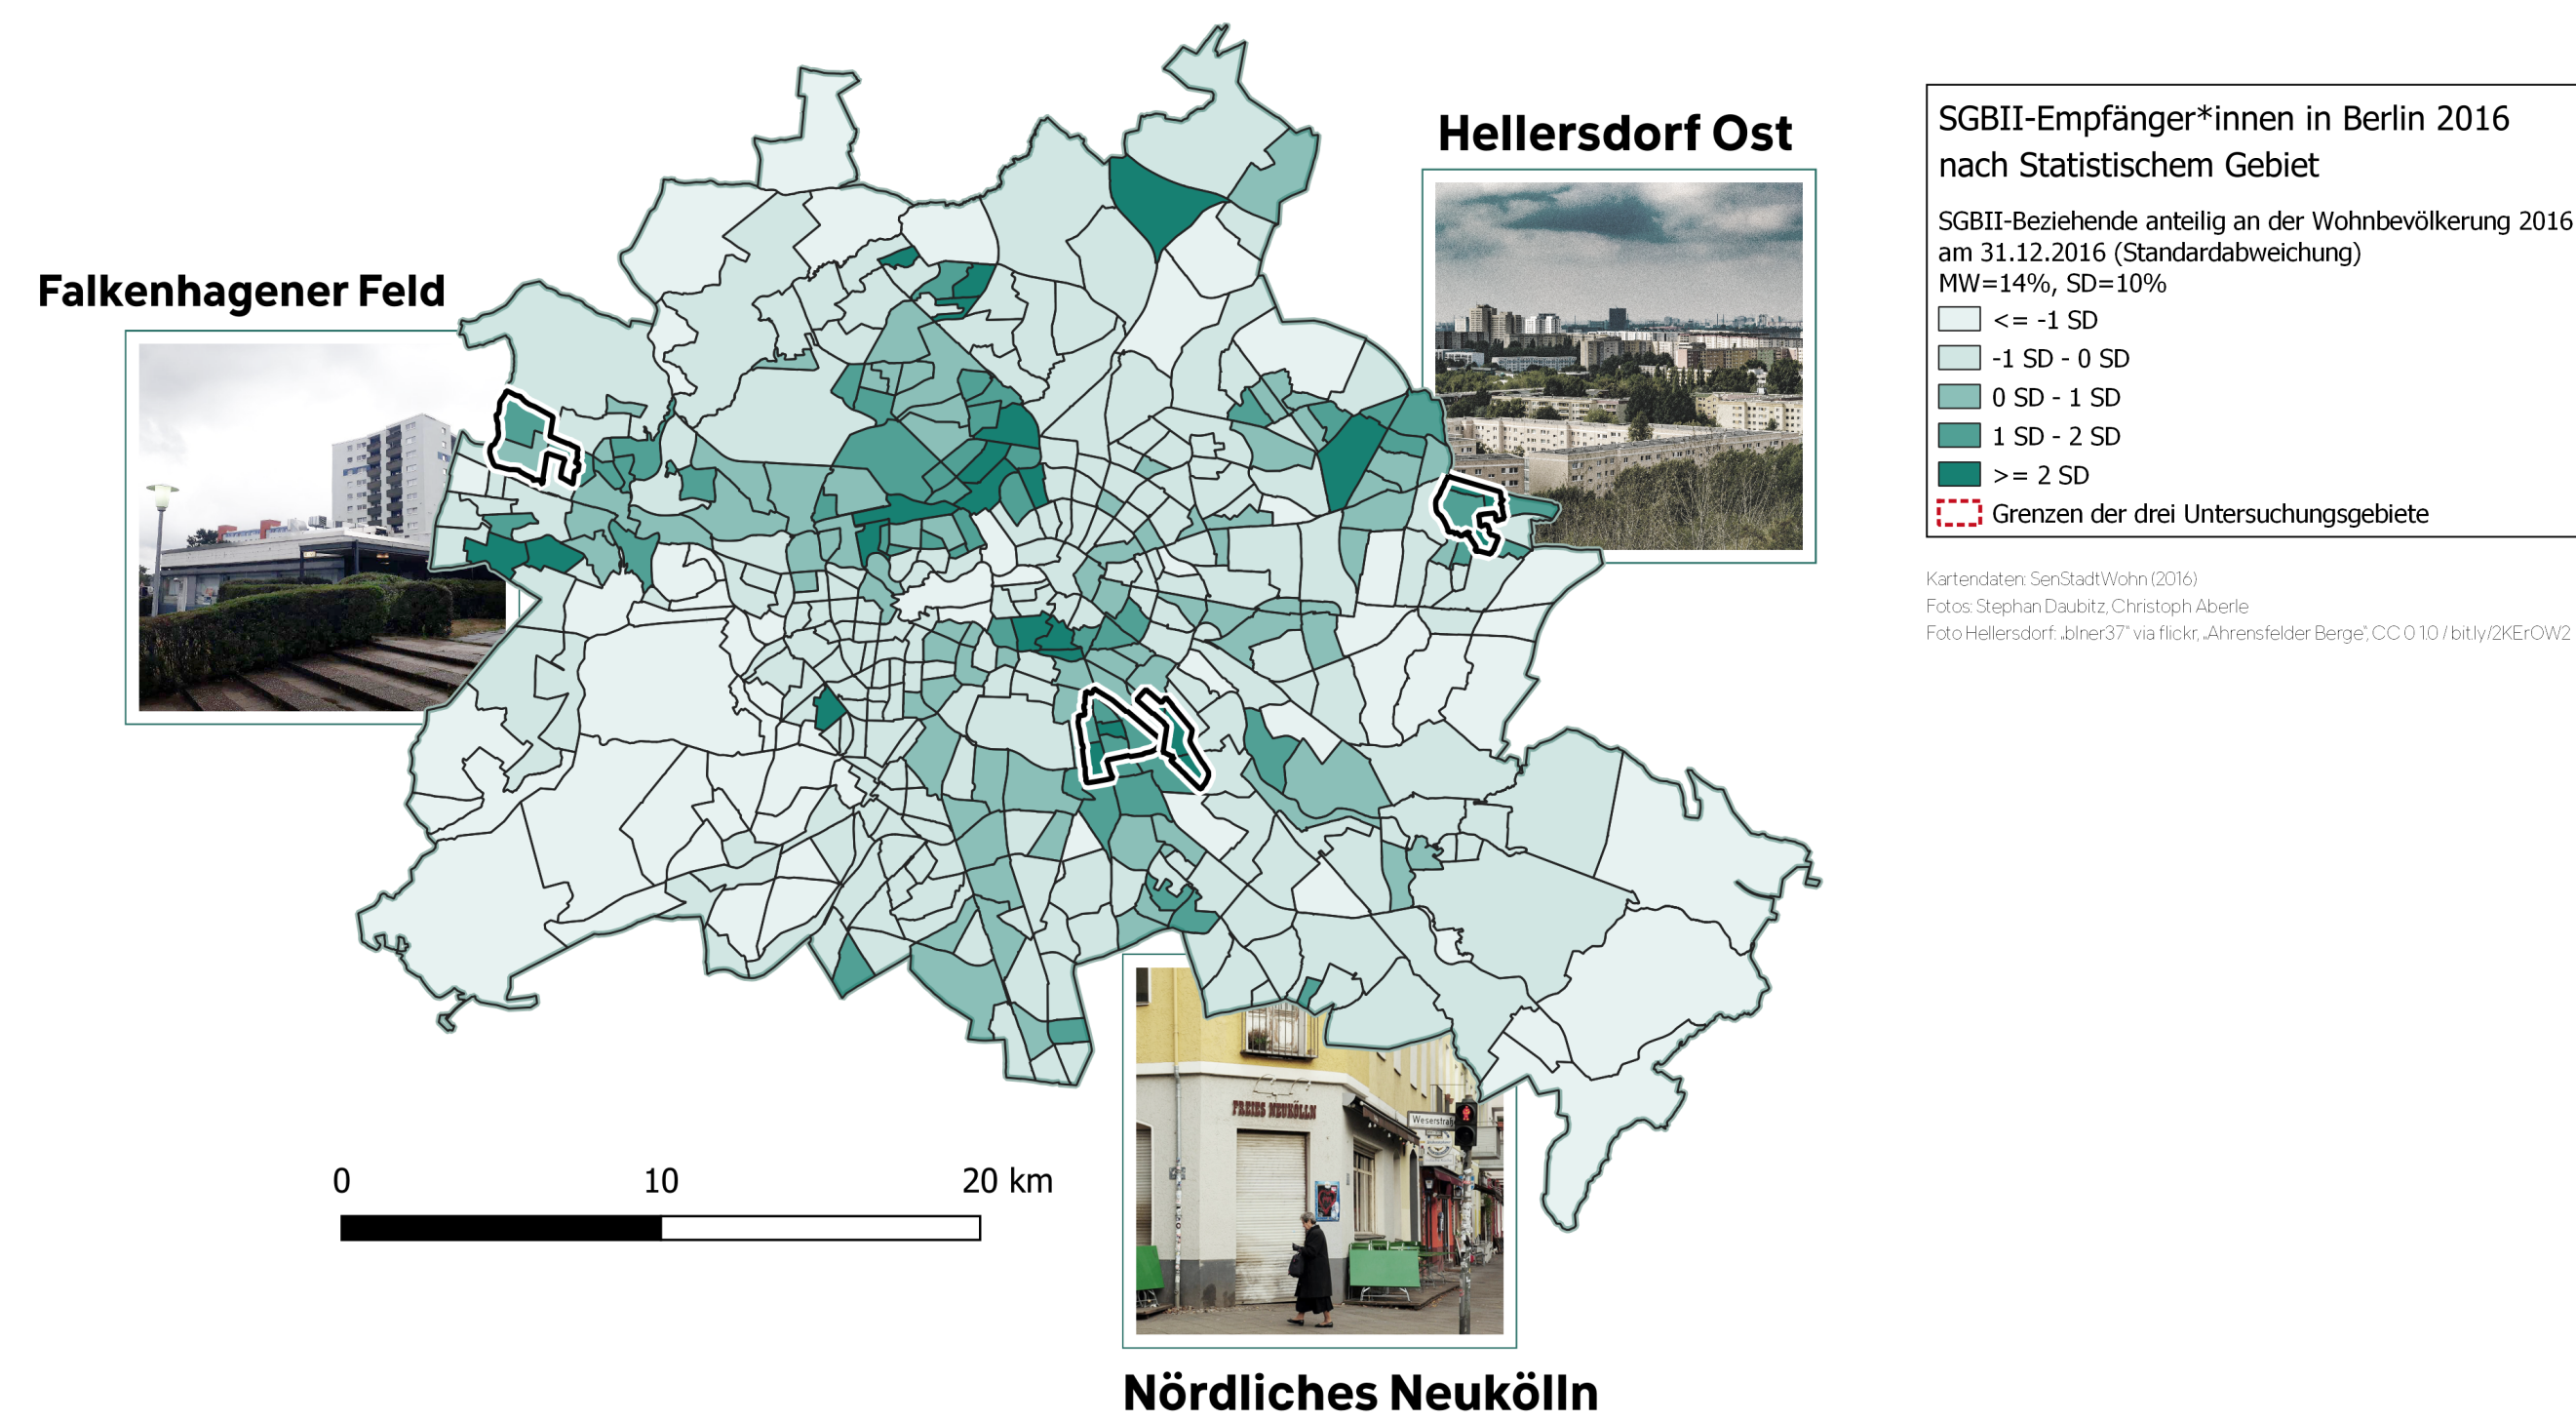 Hellersdorf Ost
Falkenhagener Feld
SGBII-Empfänger*innen in Berlin 2016
nach Statistischem Gebiet
SGBII-Beziehende anteilig an der Wohnbevölkerung 2016
am 31.12.2016 (Standardabweichung)
MW=14%, SD=10%
<= -1 SD
-1 SD - 0 SD
0 SD - 1 SD
1 SD - 2 SD
>= 2 SD
Grenzen der drei Untersuchungsgebiete
Kartendaten: SenStadtWohn (2016)
Fotos: Stephan Daubitz, Christoph Aberle
Foto Hellersdorf: „blner37“ via flickr, „Ahrensfelder Berge“, CC 0 1.0 / bit.ly/2KErOW2
FREIES NEUKÖLLN
Weserstraße
0 10 20 km
Nördliches Neukölln